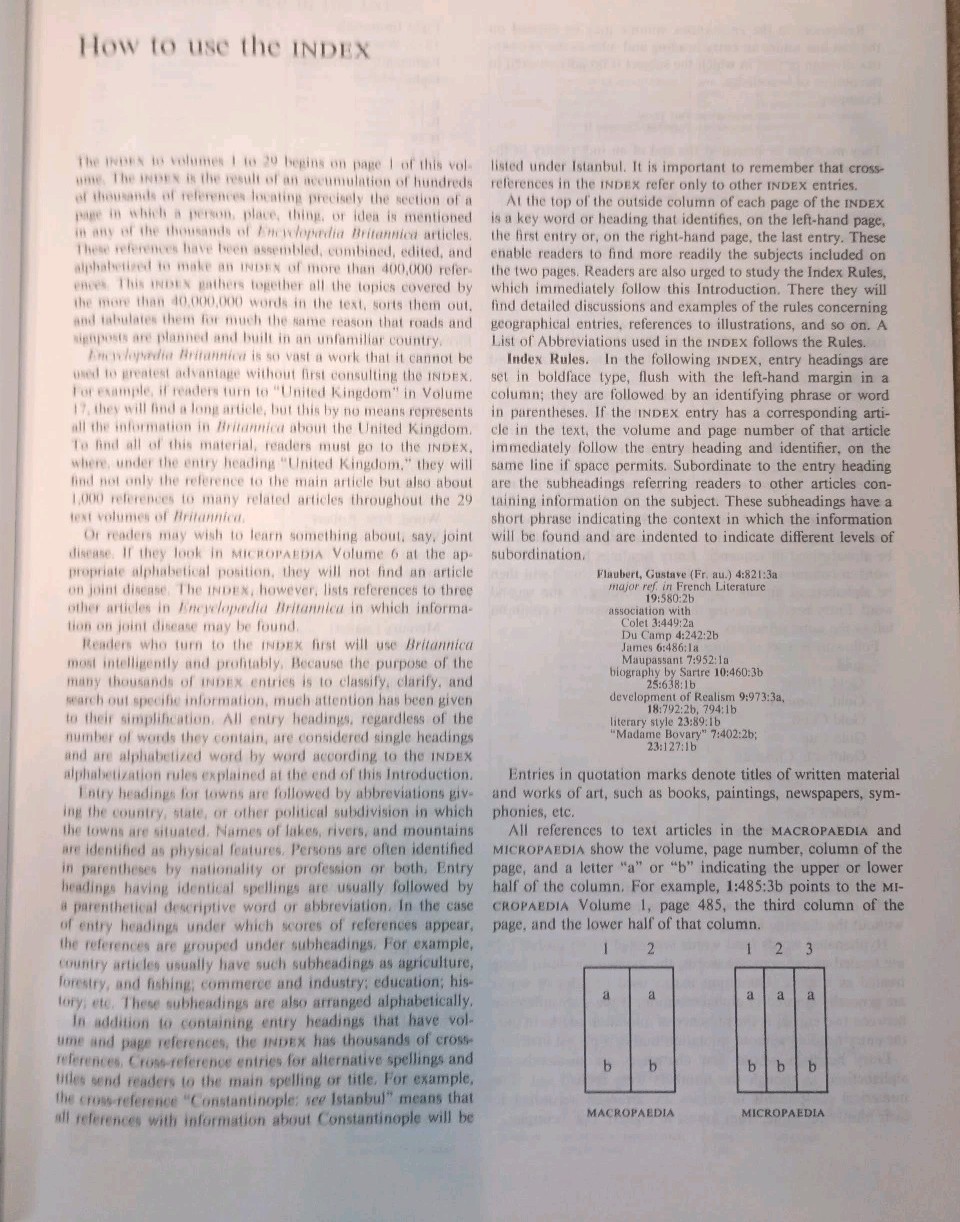 How to use the INDEX
The INDEX to volumes 1 to 29 begins on page 1 of this vol-
ume. The INDEX is the result of an accumulation of hundreds
of thousands of references locating precisely the section of a
page in which a person, place, thing, or idea is mentioned
in any of the thousands of Encyclopædia Britannica articles.
These references have been assembled, combined, edited, and
alphabetized to make an INDEX of more than 400,000 refer-
ences. This INDEX gathers together all the topics covered by
the more than 40,000,000 words in the text, sorts them out,
and tabulates them for much the same reason that roads and
signposts are planned and built in an unfamiliar country.
Encyclopædia Britannica is so vast a work that it cannot be
used to greatest advantage without first consulting the INDEX.
For example, if readers turn to "United Kingdom" in Volume
17, they will find a long article, but this by no means represents
all the information in Britannica about the United Kingdom.
To find all of this material, readers must go to the INDEX,
where, under the entry heading "United Kingdom," they will
find not only the reference to the main article but also about
1,000 references to many related articles throughout the 29
text volumes of Britannica.
Or readers may wish to learn something about, say, joint
disease. If they look in MICROPAEDIA Volume 6 at the ap-
propriate alphabetical position, they will not find an article
on joint disease. The INDEX, however, lists references to three
other articles in Encyclopædia Britannica in which informa-
tion on joint disease may be found.
Readers who turn to the INDEX first will use Britannica
most intelligently and profitably. Because the purpose of the
many thousands of INDEX entries is to classify, clarify, and
search out specific information, much attention has been given
to their simplification. All entry headings, regardless of the
number of words they contain, are considered single headings
and are alphabetized word by word according to the INDEX
alphabetization rules explained at the end of this Introduction.
Entry headings for towns are followed by abbreviations giv-
ing the country, state, or other political subdivision in which
the towns are situated. Names of lakes, rivers, and mountains
are identified as physical features. Persons are often identified
in parentheses by nationality or profession or both. Entry
headings having identical spellings are usually followed by
a parenthetical descriptive word or abbreviation. In the case
of entry headings under which scores of references appear,
the references are grouped under subheadings. For example,
country articles usually have such subheadings as agriculture,
forestry, and fishing; commerce and industry; education; his-
tory; etc. These subheadings are also arranged alphabetically.
In addition to containing entry headings that have vol-
ume and page references, the INDEX has thousands of cross-
references. Cross-reference entries for alternative spellings and
titles send readers to the main spelling or title. For example,
the cross-reference "Constantinople: see Istanbul" means that
all references with information about Constantinople will be
listed under Istanbul. It is important to remember that cross-
references in the INDEX refer only to other INDEX entries.
At the top of the outside column of each page of the INDEX
is a key word or heading that identifies, on the left-hand page,
the first entry or, on the right-hand page, the last entry. These
enable readers to find more readily the subjects included on
the two pages. Readers are also urged to study the Index Rules,
which immediately follow this Introduction. There they will
find detailed discussions and examples of the rules concerning
geographical entries, references to illustrations, and so on. A
List of Abbreviations used in the INDEX follows the Rules.
Index Rules. In the following INDEX, entry headings are
set in boldface type, flush with the left-hand margin in a
column; they are followed by an identifying phrase or word
in parentheses. If the INDEX entry has a corresponding arti-
cle in the text, the volume and page number of that article
immediately follow the entry heading and identifier, on the
same line if space permits. Subordinate to the entry heading
are the subheadings referring readers to other articles con-
taining information on the subject. These subheadings have a
short phrase indicating the context in which the information
will be found and are indented to indicate different levels of
subordination.
Flaubert, Gustave (Fr. au.) 4:821:3a
major ref. in French Literature
19:580:2b
association with
Colet 3:449:2a
Du Camp 4:242:2b
James 6:486:1a
Maupassant 7:952:1a
biography by Sartre 10:460:3b
25:638:1b
development of Realism 9:973:3a,
18:792:2b, 794:1b
literary style 23:89:1b
"Madame Bovary" 7:402:2b;
23:127:1b
Entries in quotation marks denote titles of written material
and works of art, such as books, paintings, newspapers, sym-
phonies, etc.
All references to text articles in the MACROPAEDIA and
MICROPAEDIA show the volume, page number, column of the
page, and a letter "a" or "b" indicating the upper or lower
half of the column. For example, 1:485:3b points to the MI-
CROPAEDIA Volume 1, page 485, the third column of the
page, and the lower half of that column.
1 2 1 2 3
a a a a a
b b b b b
MACROPAEDIA MICROPAEDIA